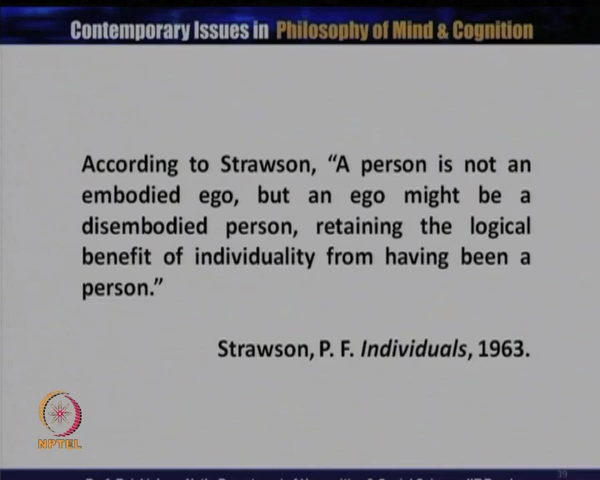 Contemporary Issues in Philosophy of Mind & Cognition
According to Strawson, “A person is not an
embodied ego, but an ego might be a
disembodied person, retaining the logical
benefit of individuality from having been a
person.”
Strawson, P. F. Individuals, 1963.
NPTEL
39